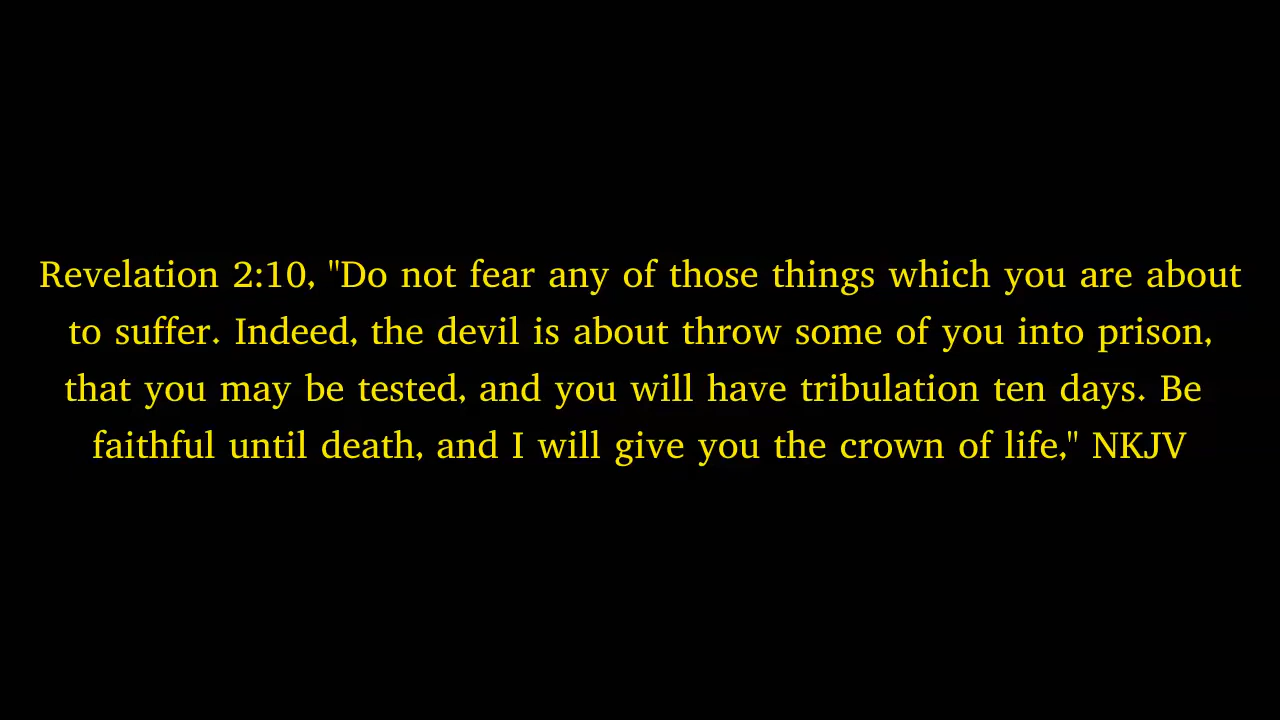 Revelation 2:10, "Do not fear any of those things which you are about
to suffer. Indeed, the devil is about throw some of you into prison,
that you may be tested, and you will have tribulation ten days. Be
faithful until death, and I will give you the crown of life," NKJV